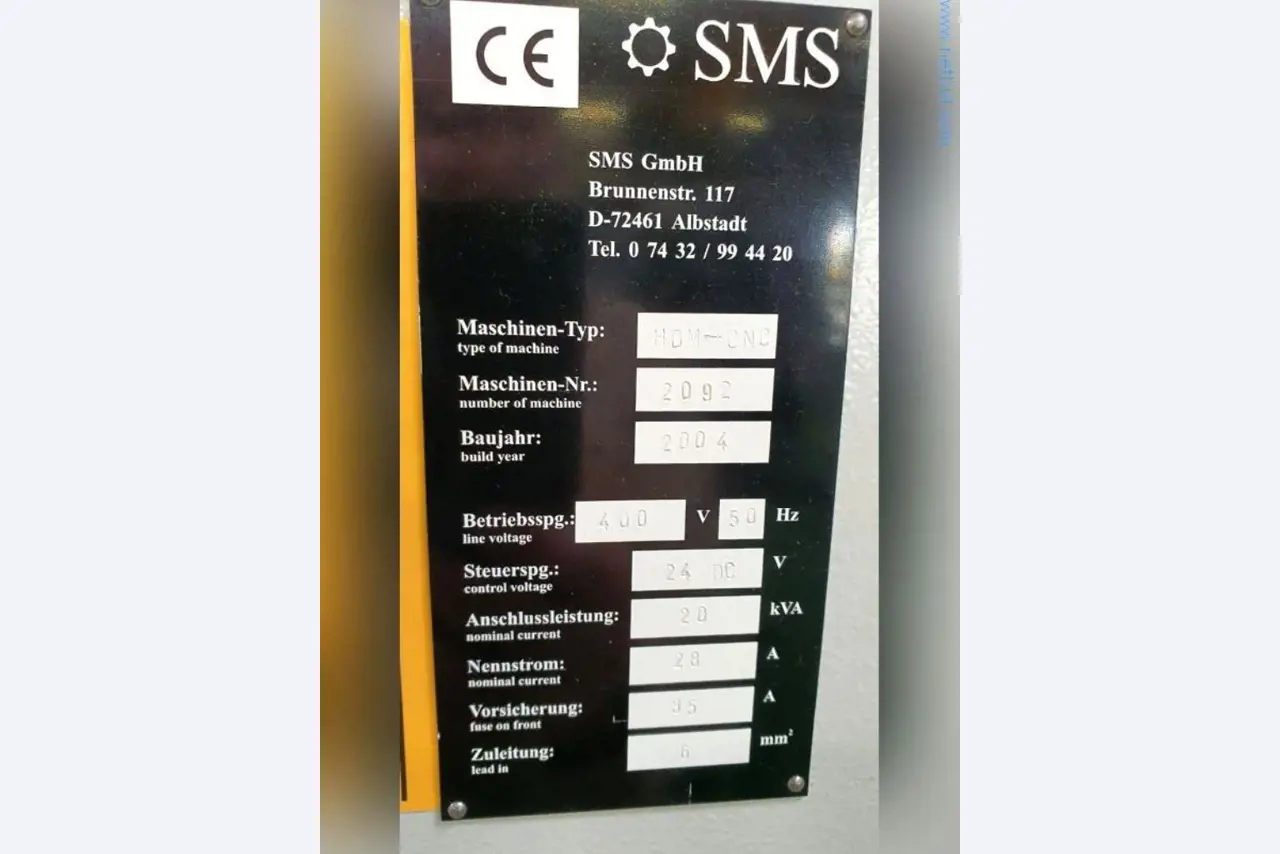 CE SMS
SMS GmbH
Brunnenstr. 117
D-72461 Albstadt
Tel. 0 74 32 / 99 44 20
Maschinen-Typ: HDM-CNC
type of machine
Maschinen-Nr.: 2092
number of machine
Baujahr: 2004
build year
Betriebsspg.: 400 V 50 Hz
line voltage
Steuerspg.: 24 DC V
control voltage
Anschlussleistung: 20 kVA
nominal current
Nennstrom: 28 A
nominal current
Vorsicherung: 35 A
fuse on front
Zuleitung: 6 mm²
lead in